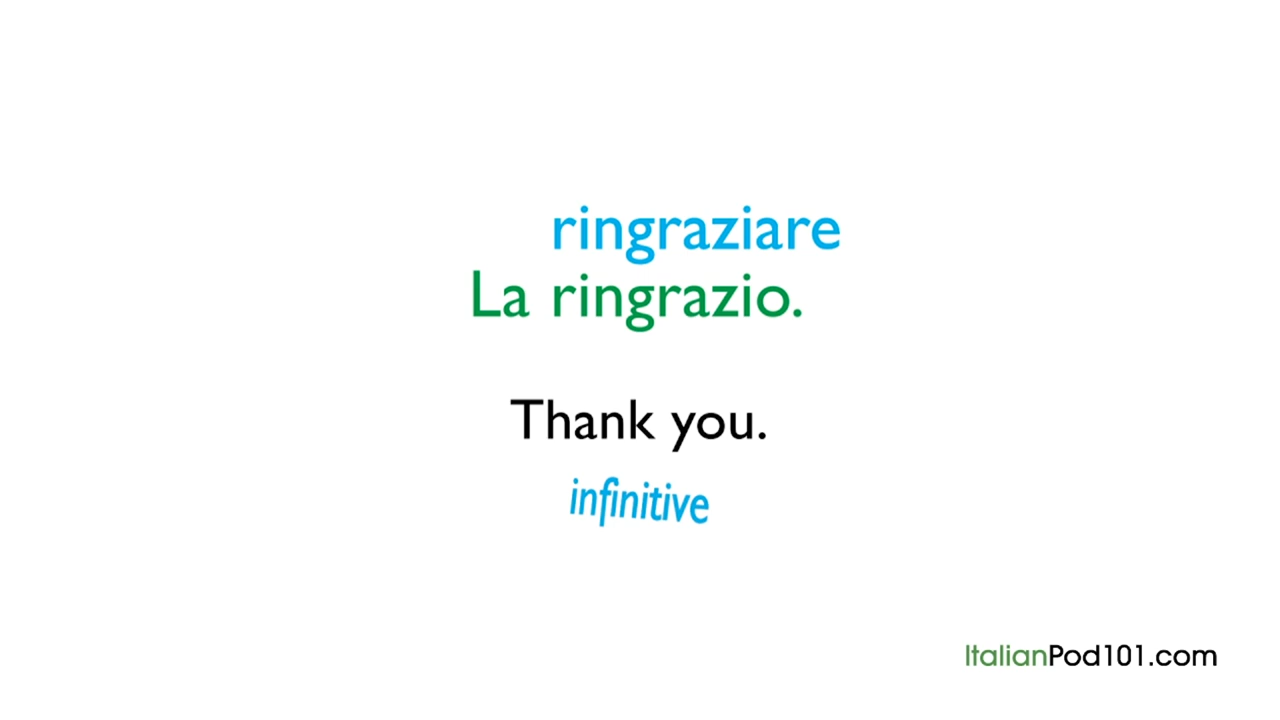 ringraziare
La ringrazio.
Thank you.
infinitive
ItalianPod101.com